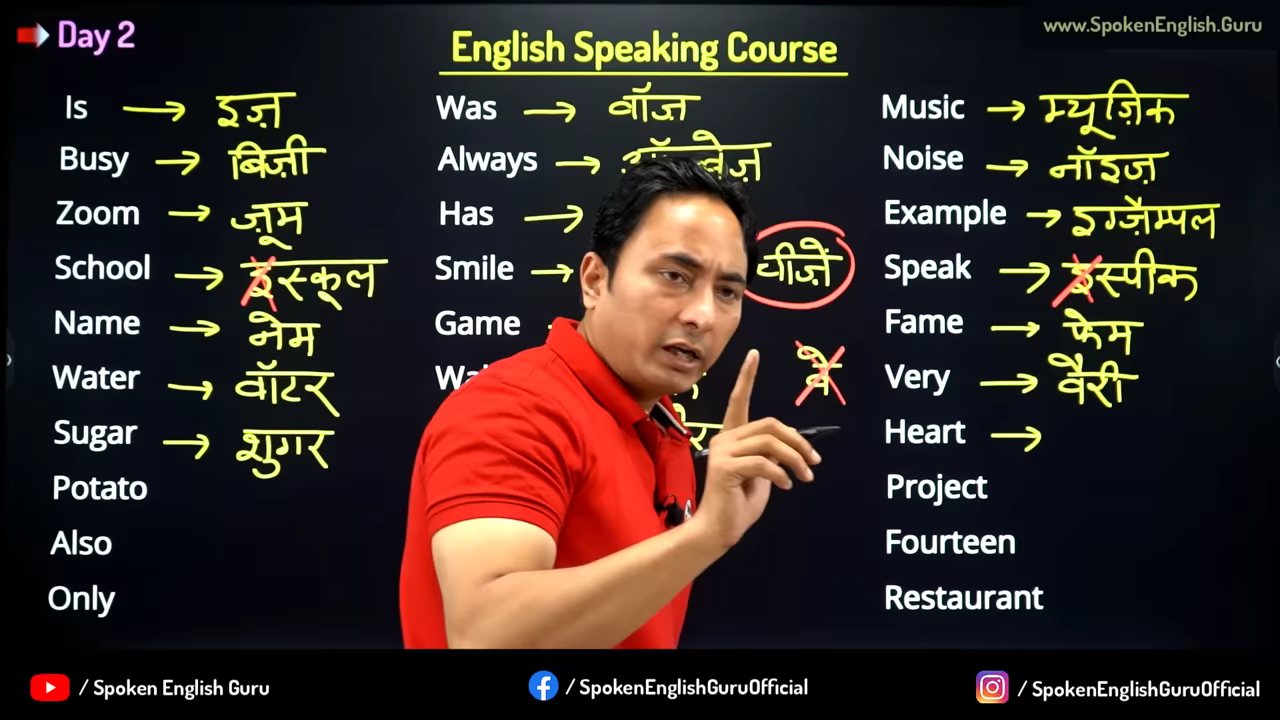 Day 2
www.SpokenEnglish.Guru
English Speaking Course
Is → इज़
Busy → बिज़ी
Zoom → ज़ूम
School → इस्कूल
Name → नेम
Water → वॉटर
Sugar → शुगर
Potato
Also
Only
Was → वॉज़
Always →
Has →
Smile → चीज़ें
Game
वे
Music → म्यूज़िक
Noise → नॉइज़
Example → इग्ज़ैम्पल
Speak → इस्पीक
Fame → फ़ेम
Very → वैरी
Heart →
Project
Fourteen
Restaurant
/ Spoken English Guru
/ SpokenEnglishGuruOfficial
/ SpokenEnglishGuruOfficial